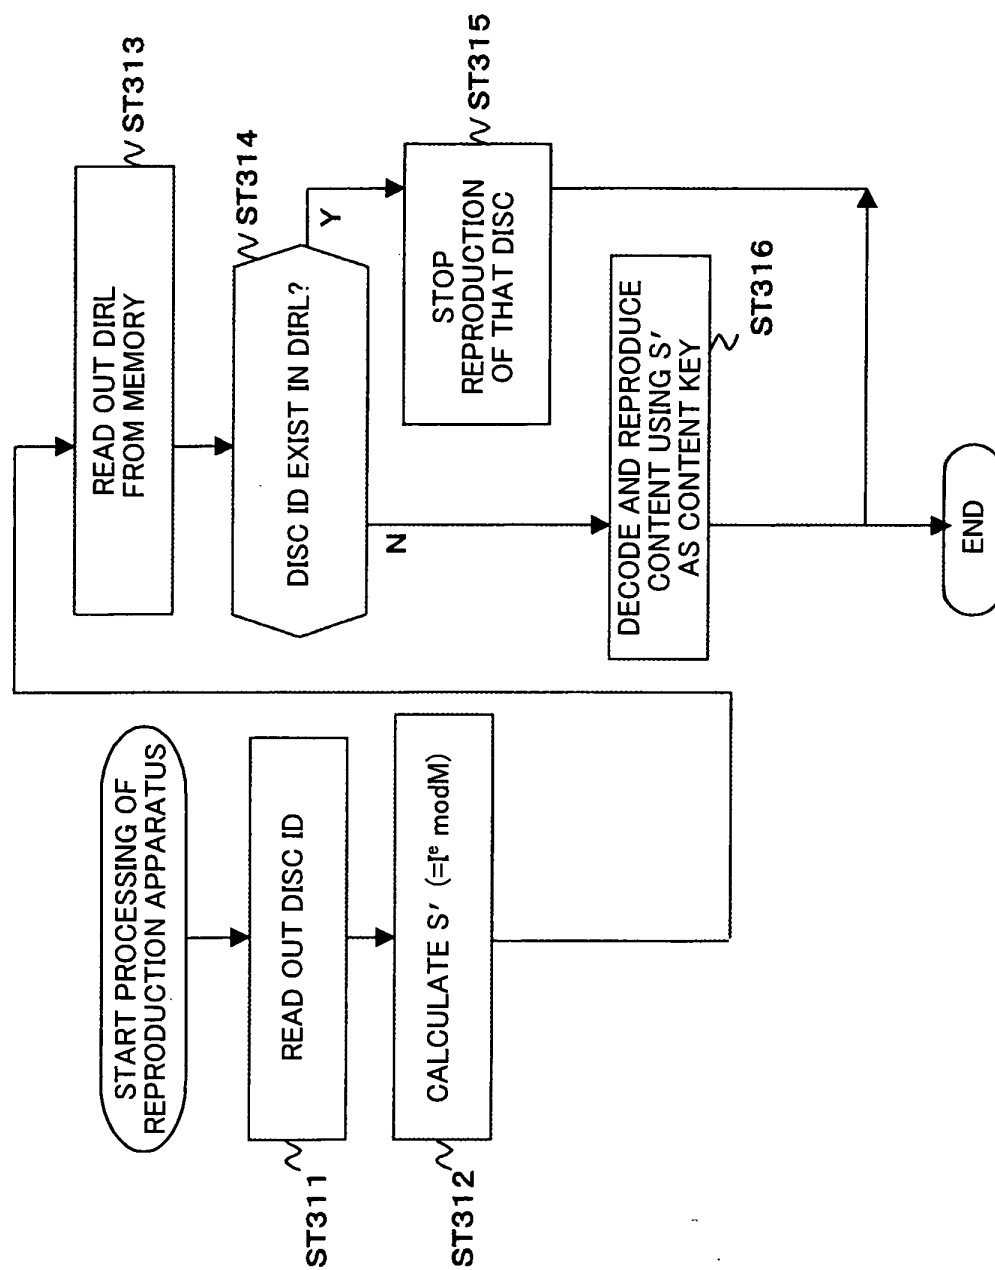 START PROCESSING OF
REPRODUCTION APPARATUS
READ OUT DISC ID
ST311
CALCULATE S′ (=Iᵉ modM)
ST312
READ OUT DIRL
FROM MEMORY
ST313
DISC ID EXIST IN DIRL?
ST314
Y
N
STOP
REPRODUCTION
OF THAT DISC
ST315
DECODE AND REPRODUCE
CONTENT USING S′
AS CONTENT KEY
ST316
END